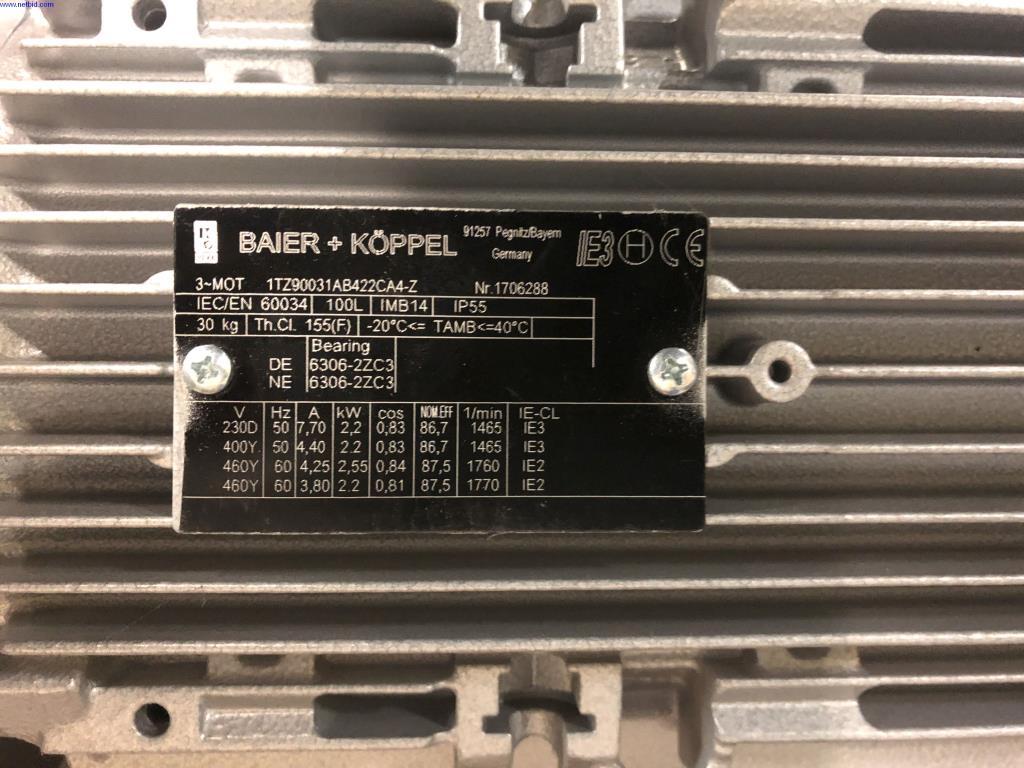 www.netbid.com
BAIER + KÖPPEL
91257 Pegnitz/Bayern
Germany
IE3 H CE
3~MOT 1TZ90031AB422CA4-Z Nr.1706288
IEC/EN 60034 100L IMB14 IP55
30 kg Th.Cl. 155(F) -20°C<= TAMB<=40°C
Bearing
DE 6306-2ZC3
NE 6306-2ZC3
V Hz A kW cos NOM.EFF 1/min IE-CL
230D 50 7,70 2,2 0,83 86,7 1465 IE3
400Y 50 4,40 2.2 0,83 86,7 1465 IE3
460Y 60 4,25 2,55 0,84 87,5 1760 IE2
460Y 60 3,80 2.2 0,81 87,5 1770 IE2